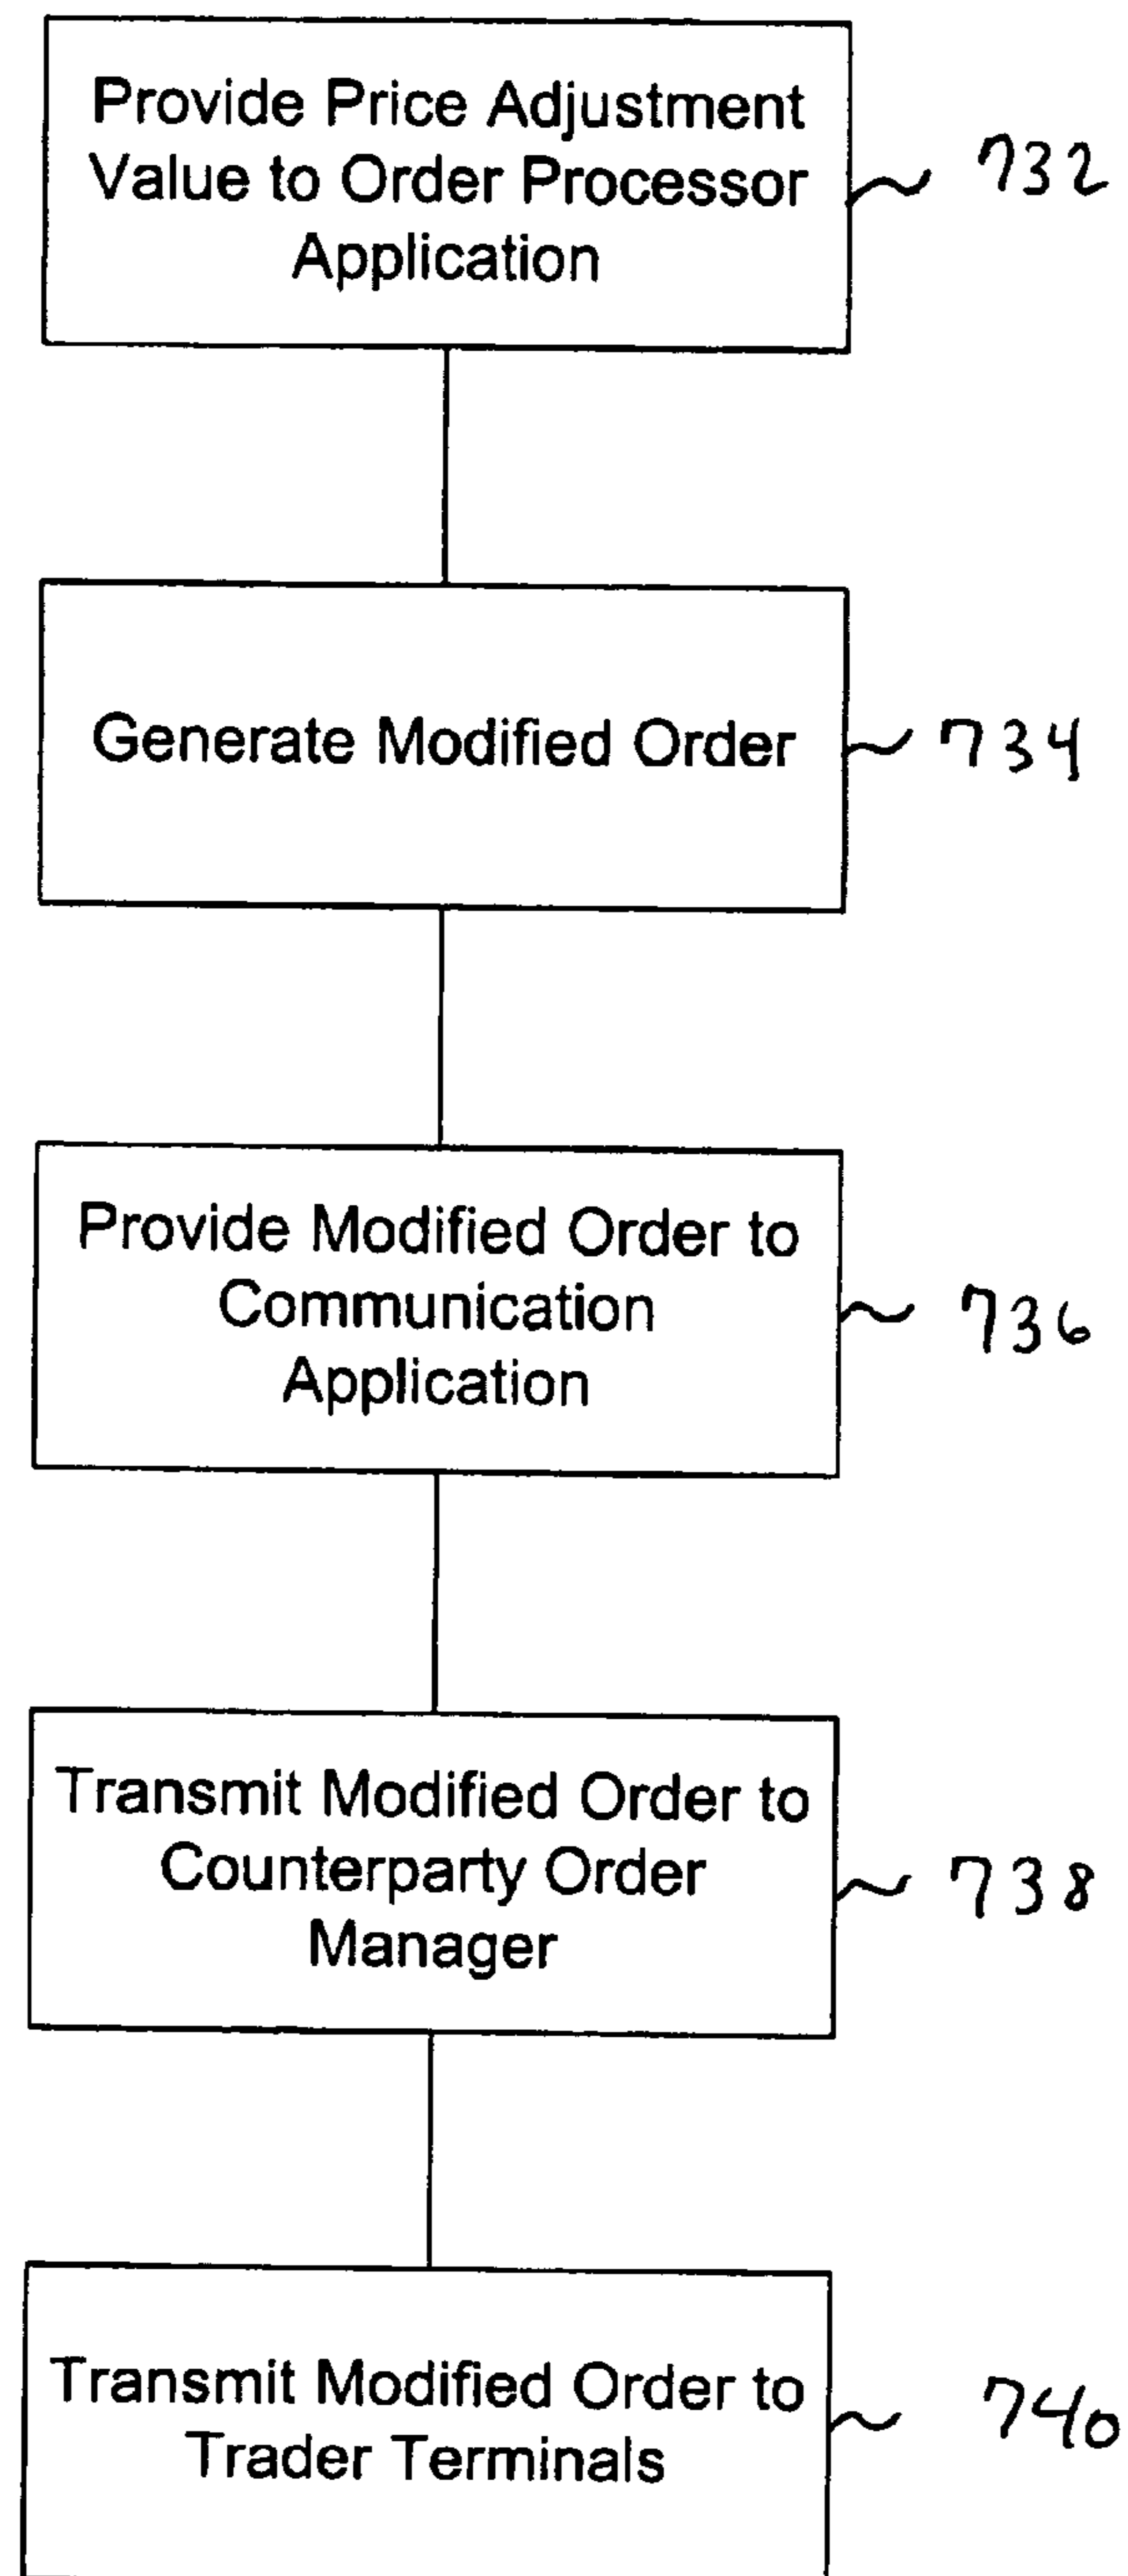 Provide Price Adjustment
Value to Order Processor
Application
732
Generate Modified Order
734
Provide Modified Order to
Communication
Application
736
Transmit Modified Order to
Counterparty Order
Manager
738
Transmit Modified Order to
Trader Terminals
740